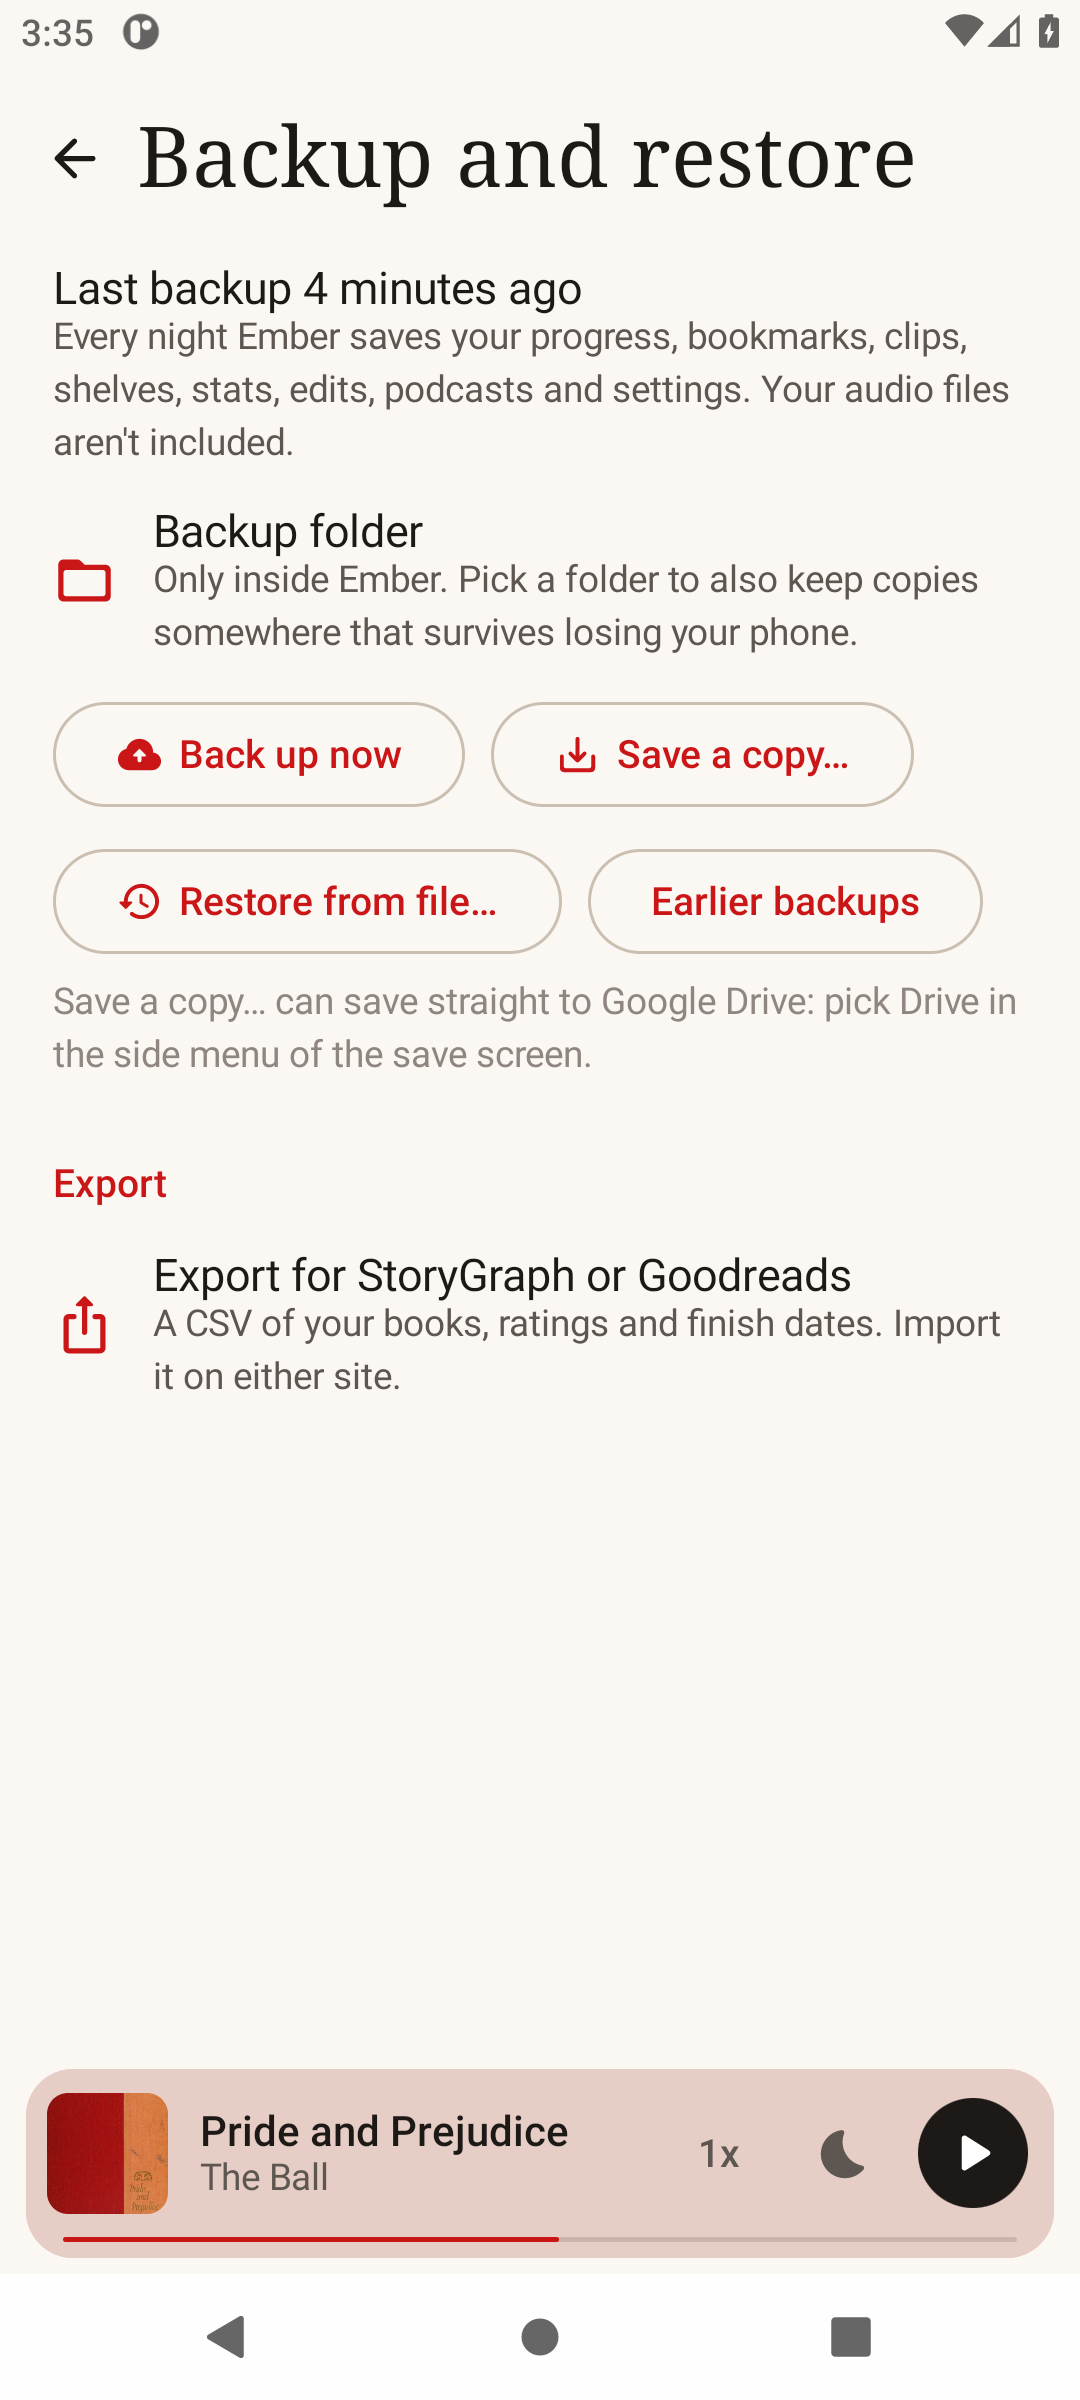 3:35
Backup and restore
Last backup 4 minutes ago
Every night Ember saves your progress, bookmarks, clips,
shelves, stats, edits, podcasts and settings. Your audio files
aren't included.
Backup folder
Only inside Ember. Pick a folder to also keep copies
somewhere that survives losing your phone.
Back up now
Save a copy…
Restore from file…
Earlier backups
Save a copy… can save straight to Google Drive: pick Drive in
the side menu of the save screen.
Export
Export for StoryGraph or Goodreads
A CSV of your books, ratings and finish dates. Import
it on either site.
Pride and Prejudice
The Ball
1x
Pride
and
Prejudice